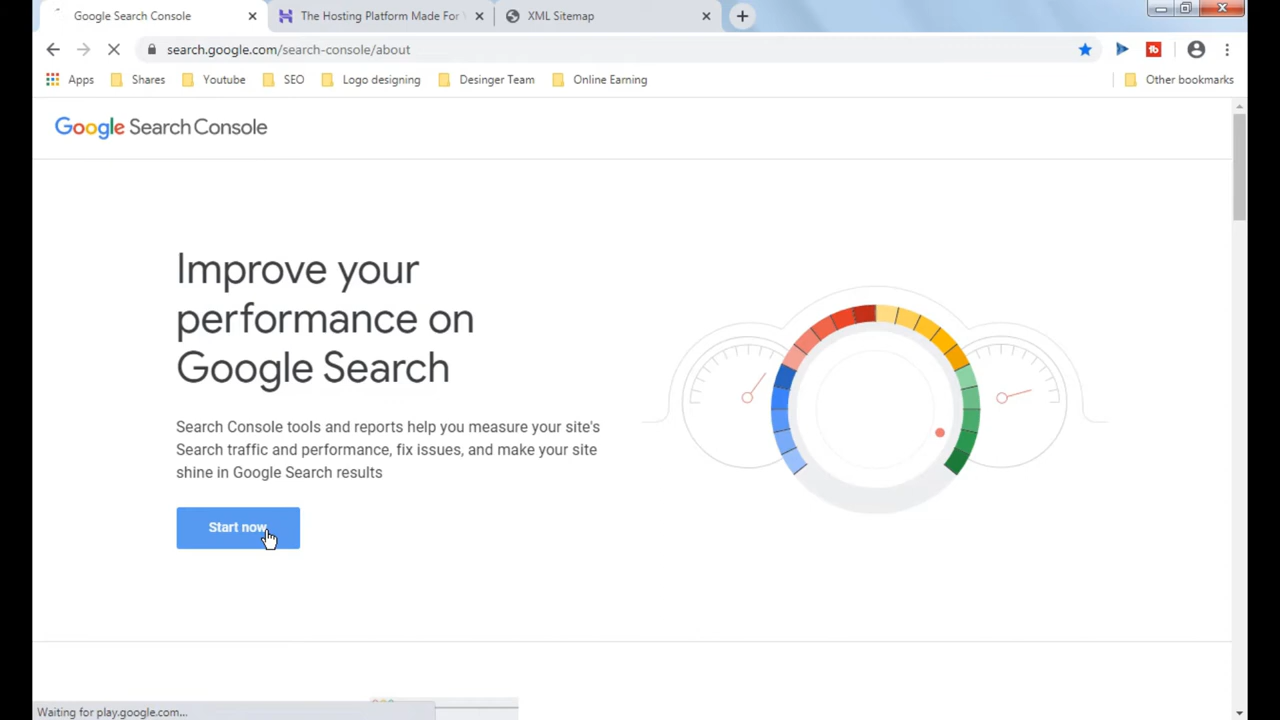 Google Search Console
The Hosting Platform Made For
XML Sitemap
search.google.com/search-console/about
Apps
Shares
Youtube
SEO
Logo designing
Desinger Team
Online Earning
Other bookmarks
Google Search Console
Improve your
performance on
Google Search
Search Console tools and reports help you measure your site's
Search traffic and performance, fix issues, and make your site
shine in Google Search results
Start now
Waiting for play.google.com...